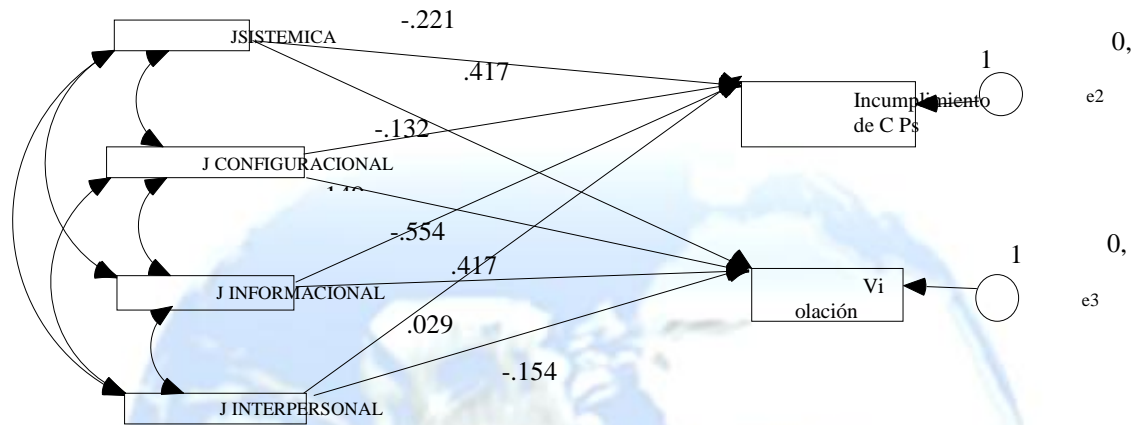 -.221
JSISTEMICA
0,
1
.417
Incumplimiento
e2
de C Ps
-.132
J CONFIGURACIONAL
-.554
0,
1
.417
J INFORMACIONAL
Vi
olación
e3
.029
-.154
J INTERPERSONAL